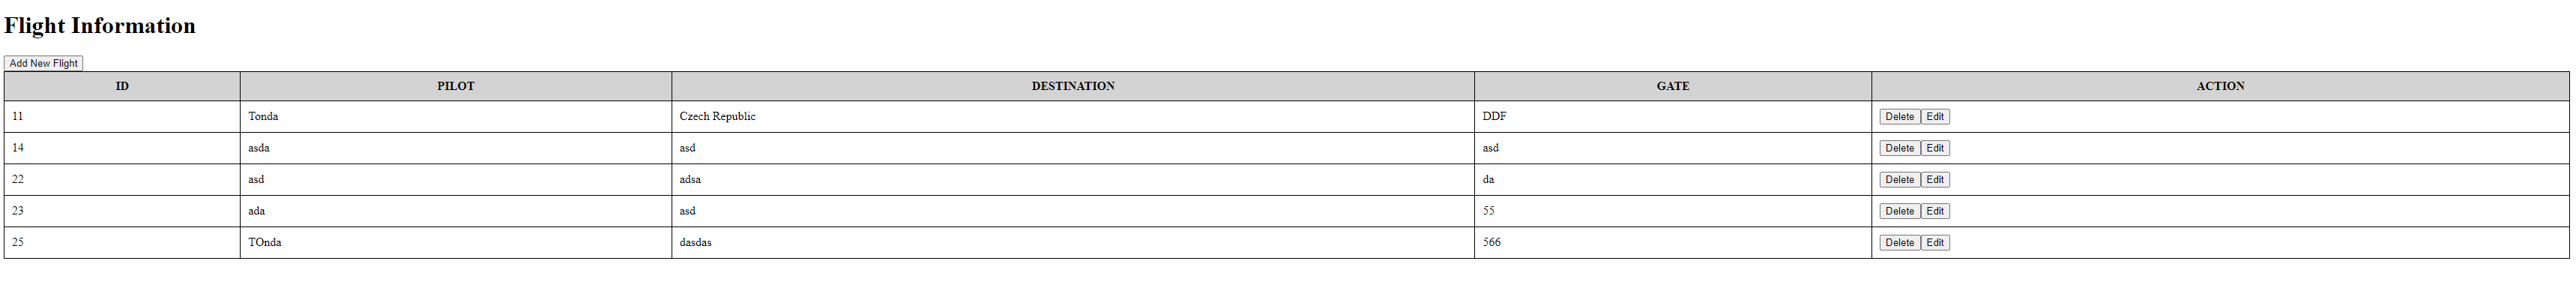 Flight Information
Add New Flight
ID PILOT DESTINATION GATE ACTION
11 Tonda Czech Republic DDF Delete Edit
14 asda asd asd Delete Edit
22 asd adsa da Delete Edit
23 ada asd 55 Delete Edit
25 TOnda dasdas 566 Delete Edit